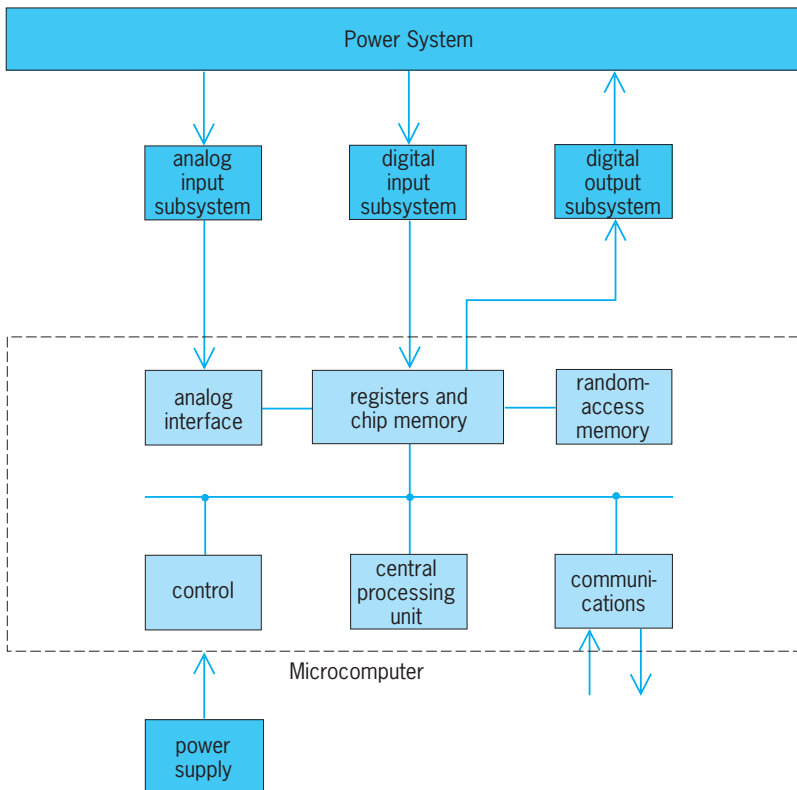 Power System
analog
input
subsystem
digital
input
subsystem
digital
output
subsystem
analog
interface
registers and
chip memory
random-
access
memory
control
central
processing
unit
communi-
cations
Microcomputer
power
supply